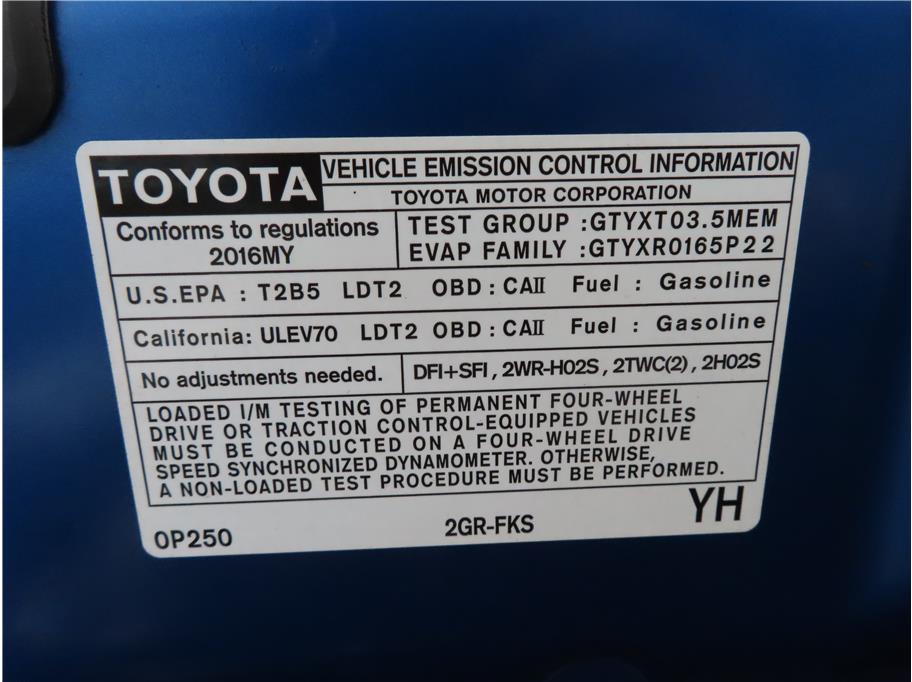 TOYOTA
VEHICLE EMISSION CONTROL INFORMATION
TOYOTA MOTOR CORPORATION
Conforms to regulations
2016MY
TEST GROUP :GTYXT03.5MEM
EVAP FAMILY :GTYXR0165P22
U.S.EPA : T2B5 LDT2 OBD : CAII Fuel : Gasoline
California: ULEV70 LDT2 OBD : CAII Fuel : Gasoline
No adjustments needed.
DFI+SFI, 2WR-HO2S, 2TWC(2), 2HO2S
LOADED I/M TESTING OF PERMANENT FOUR-WHEEL
DRIVE OR TRACTION CONTROL-EQUIPPED VEHICLES
MUST BE CONDUCTED ON A FOUR-WHEEL DRIVE
SPEED SYNCHRONIZED DYNAMOMETER. OTHERWISE,
A NON-LOADED TEST PROCEDURE MUST BE PERFORMED.
0P250
2GR-FKS
YH